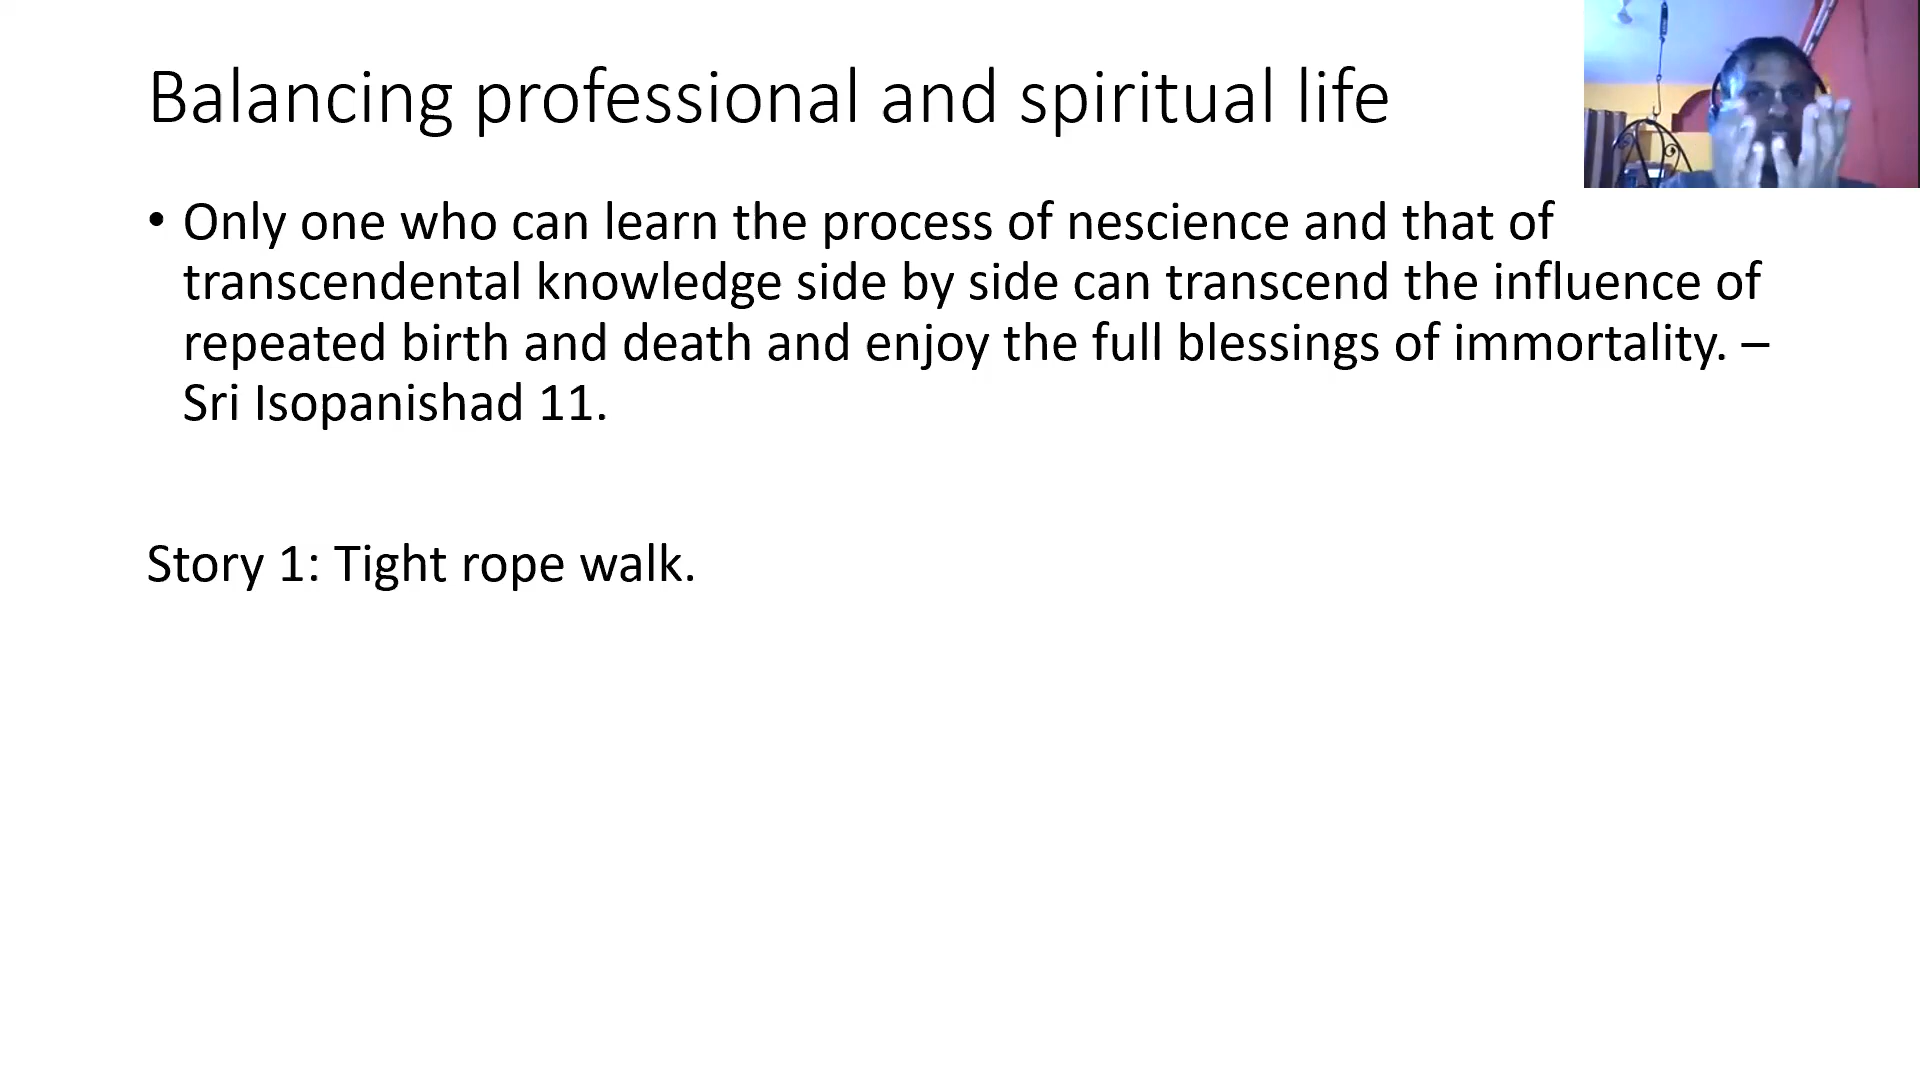 Balancing professional and spiritual life
• Only one who can learn the process of nescience and that of
transcendental knowledge side by side can transcend the influence of
repeated birth and death and enjoy the full blessings of immortality. –
Sri Isopanishad 11.
Story 1: Tight rope walk.